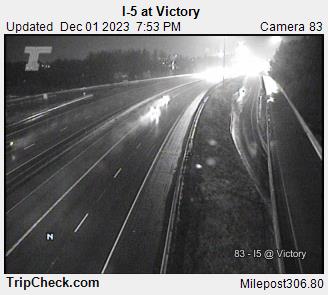 I-5 at Victory
Updated Dec 01 2023 7:53 PM Camera 83
T
N
83 - I5 @ Victory
TripCheck.com Milepost306.80